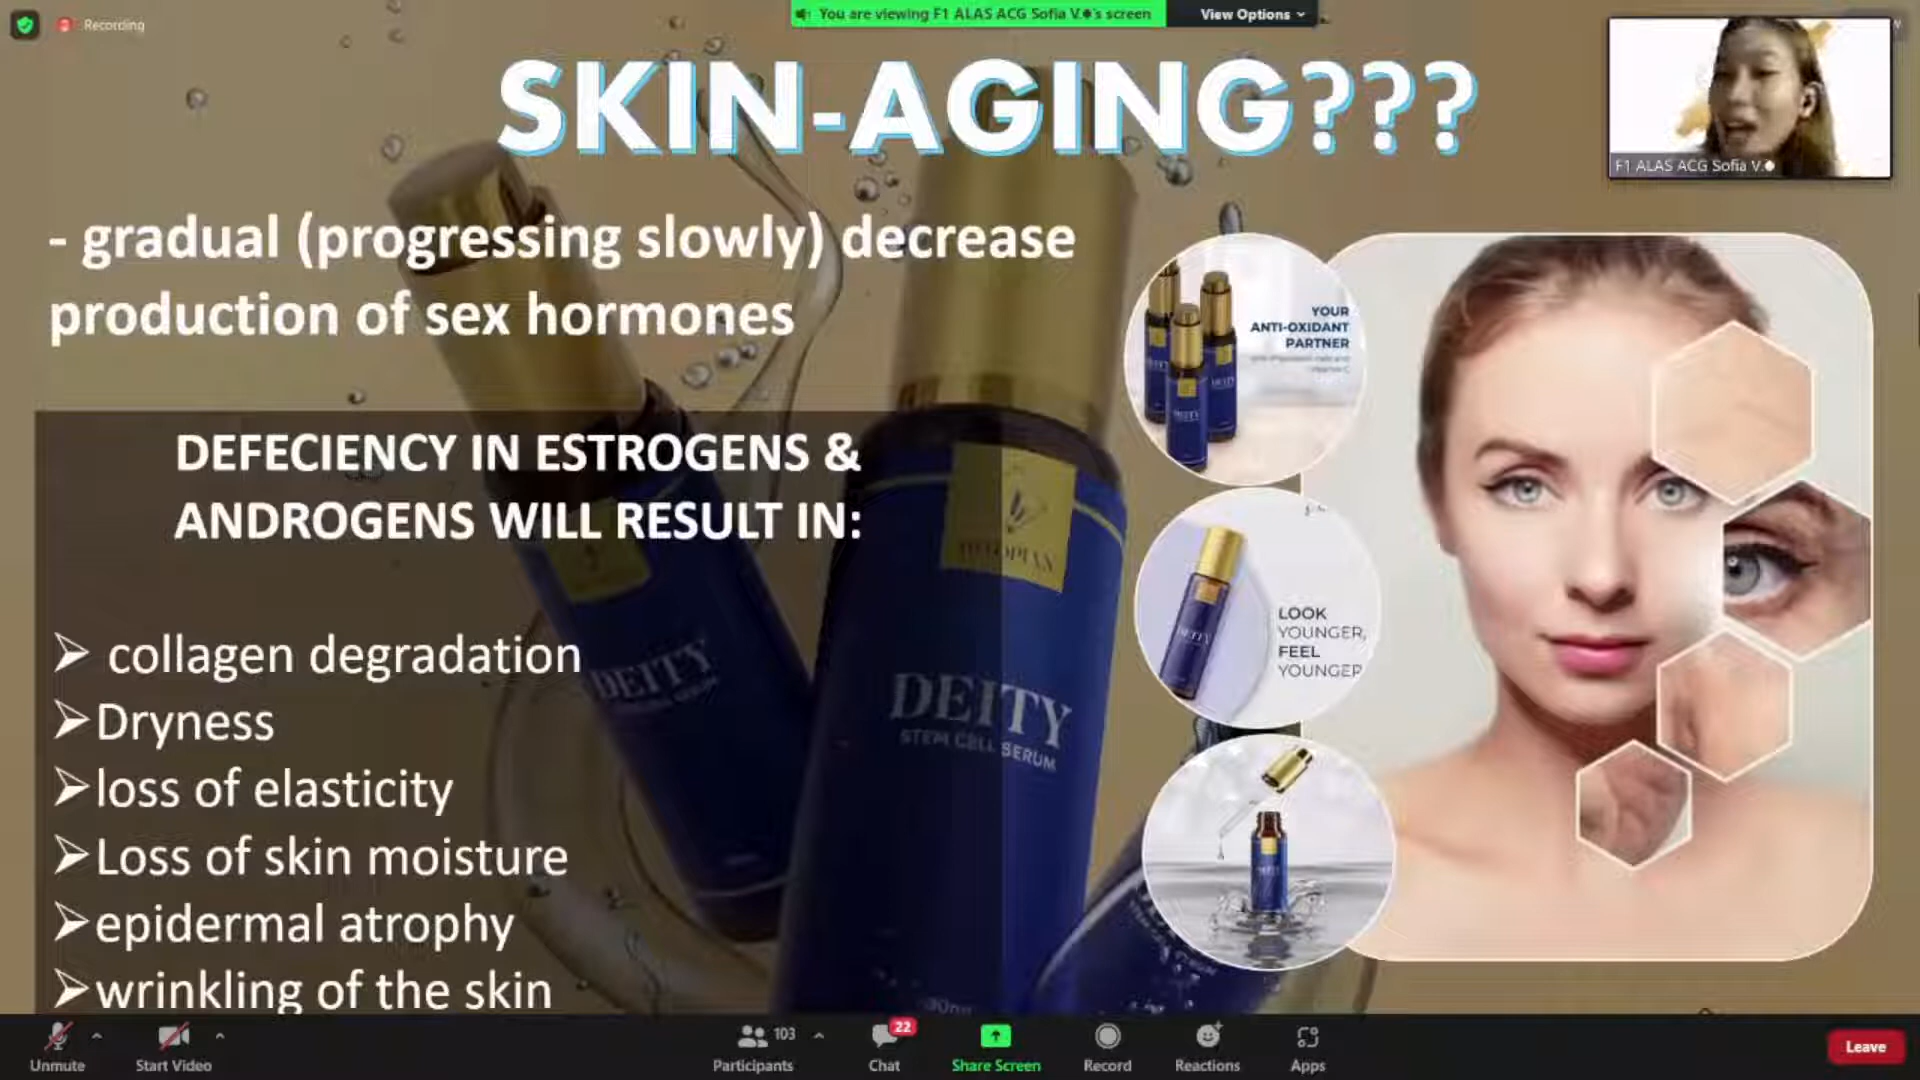 Recording
You are viewing F1 ALAS ACG Sofia V.●'s screen
View Options
SKIN-AGING???
F1 ALAS ACG Sofia V.●
- gradual (progressing slowly) decrease
production of sex hormones
DEFECIENCY IN ESTROGENS &
ANDROGENS WILL RESULT IN:
➢ collagen degradation
➢Dryness
➢loss of elasticity
➢Loss of skin moisture
➢epidermal atrophy
➢wrinkling of the skin
DEITY
DEITY
STEM CELL SERUM
YOUR
ANTI-OXIDANT
PARTNER
LOOK
YOUNGER,
FEEL
YOUNGER
Unmute
Start Video
103
Participants
22
Chat
Share Screen
Record
Reactions
Apps
Leave